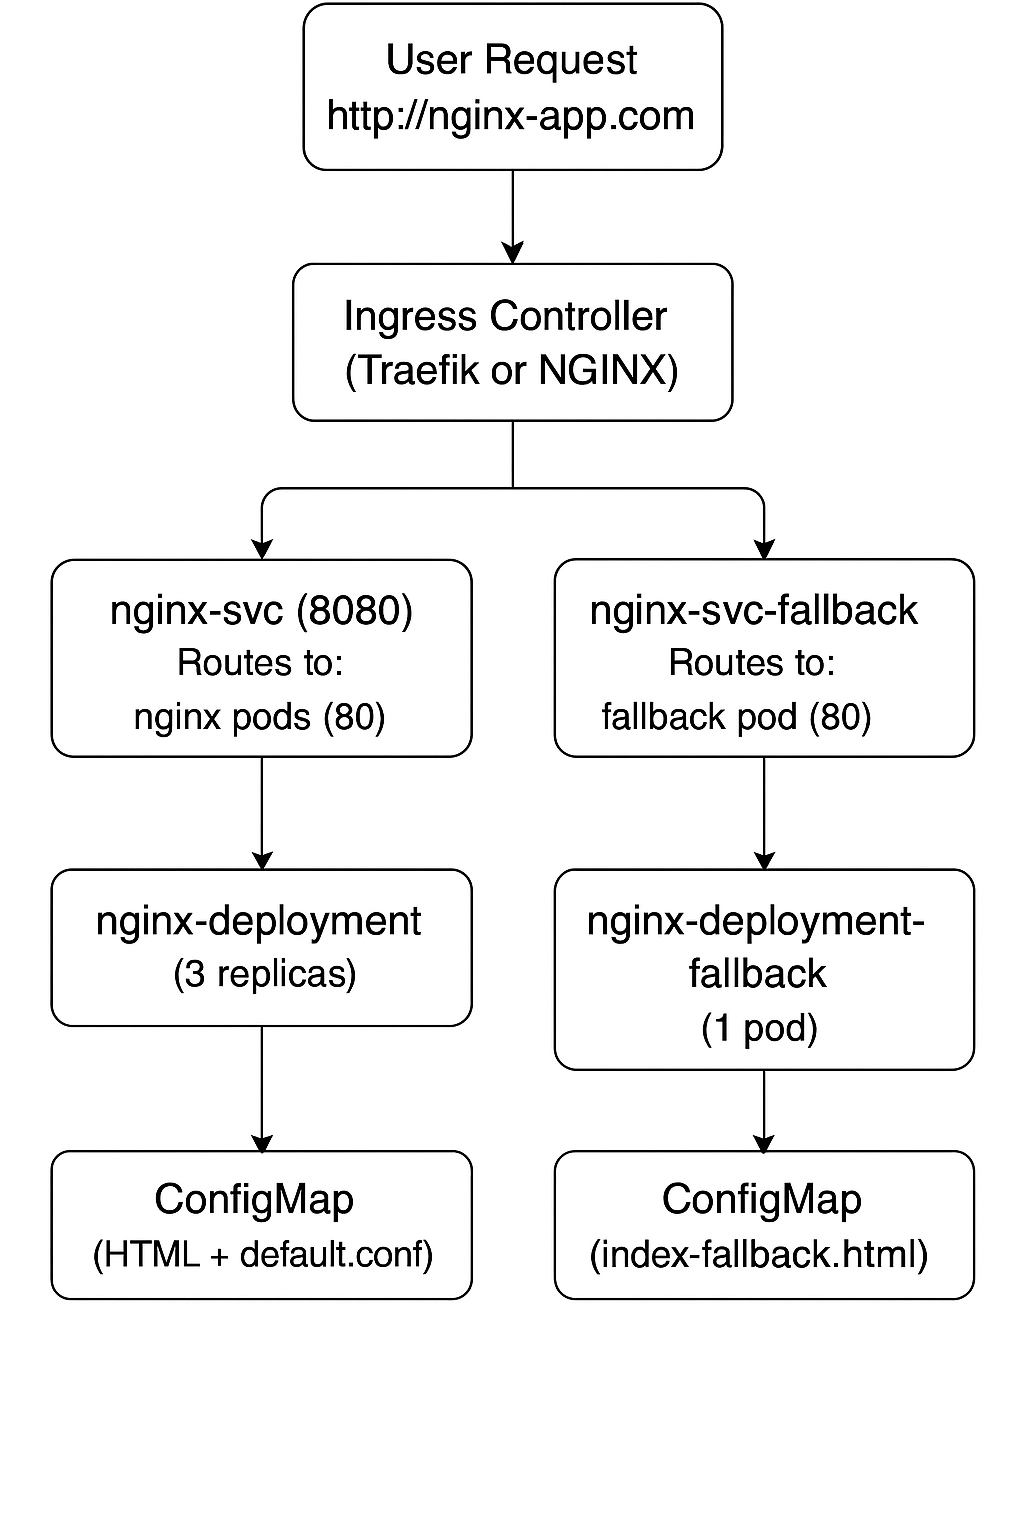 User Request
http://nginx-app.com
Ingress Controller
(Traefik or NGINX)
nginx-svc (8080)
Routes to:
nginx pods (80)
nginx-svc-fallback
Routes to:
fallback pod (80)
nginx-deployment
(3 replicas)
nginx-deployment-
fallback
(1 pod)
ConfigMap
(HTML + default.conf)
ConfigMap
(index-fallback.html)